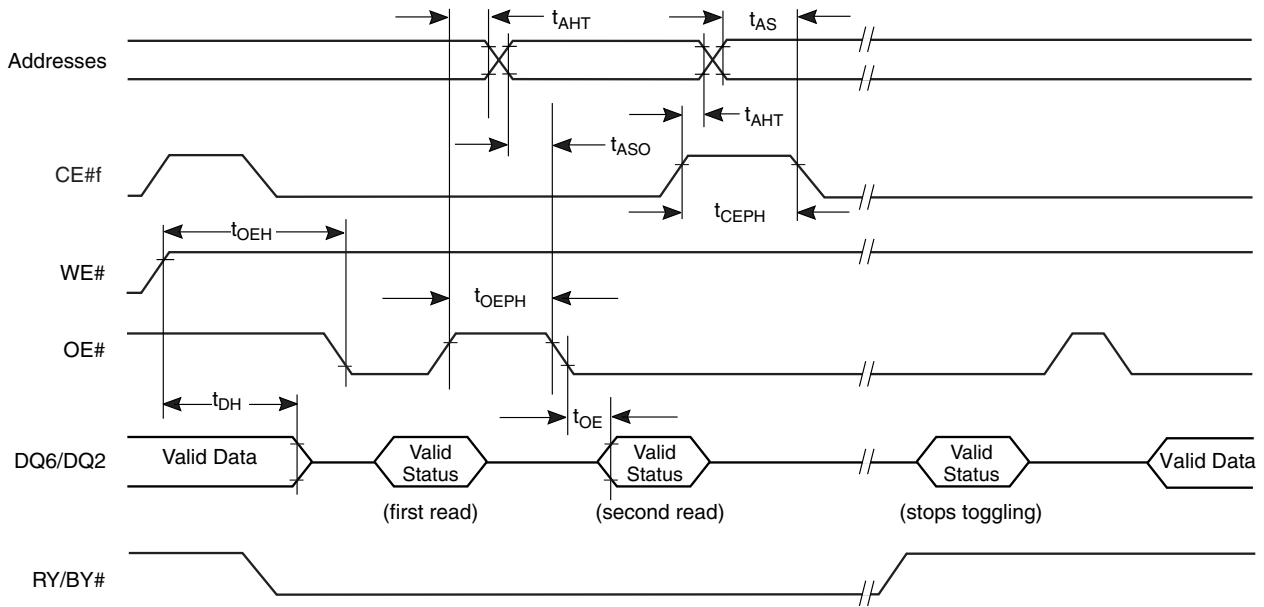 tAHT
tAS
Addresses
tAHT
tASO
CE#f
tCEPH
tOEH
WE#
tOEPH
OE#
tDH
tOE
DQ6/DQ2
Valid Data
Valid
Status
Valid
Status
Valid
Status
Valid Data
(first read)
(second read)
(stops toggling)
RY/BY#